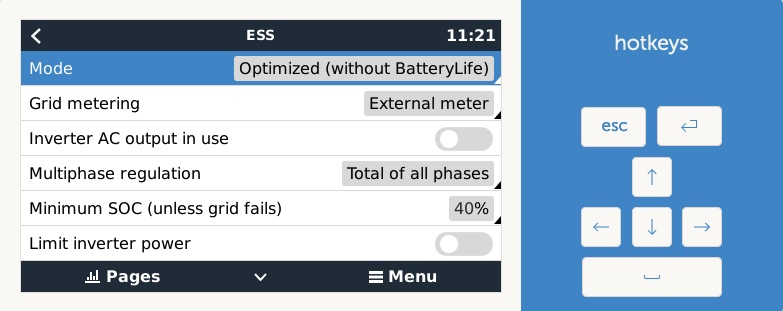 ESS 11:21
Mode Optimized (without BatteryLife)
Grid metering External meter
Inverter AC output in use
Multiphase regulation Total of all phases
Minimum SOC (unless grid fails) 40%
Limit inverter power
Pages Menu
hotkeys
esc